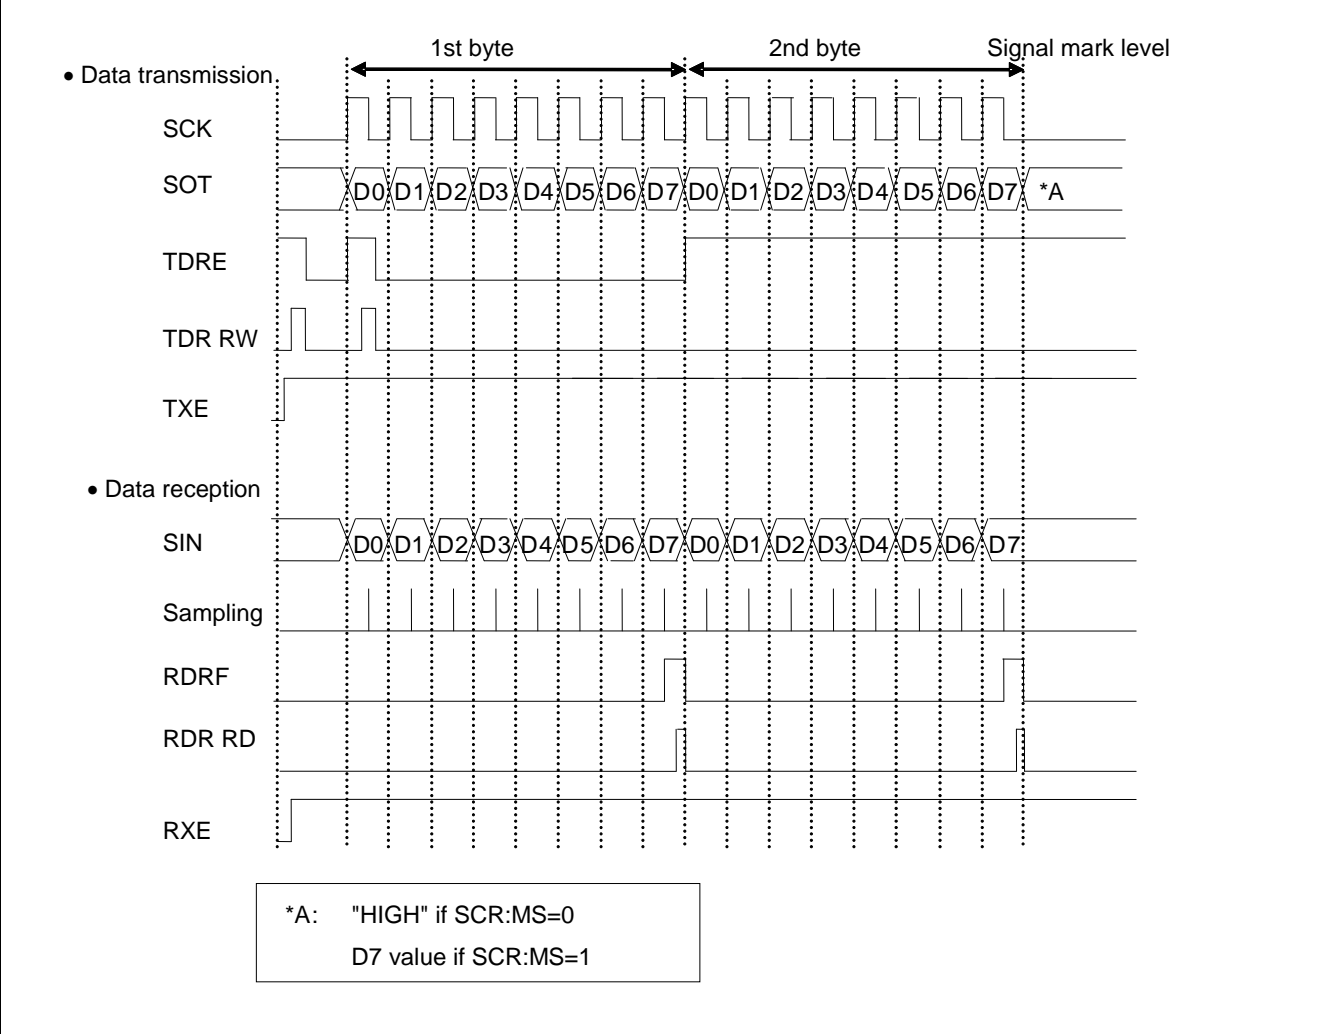 1st byte 2nd byte Signal mark level
• Data transmission
SCK
SOT D0 D1 D2 D3 D4 D5 D6 D7 D0 D1 D2 D3 D4 D5 D6 D7 *A
TDRE
TDR RW
TXE
• Data reception
SIN D0 D1 D2 D3 D4 D5 D6 D7 D0 D1 D2 D3 D4 D5 D6 D7
Sampling
RDRF
RDR RD
RXE
*A: "HIGH" if SCR:MS=0
D7 value if SCR:MS=1